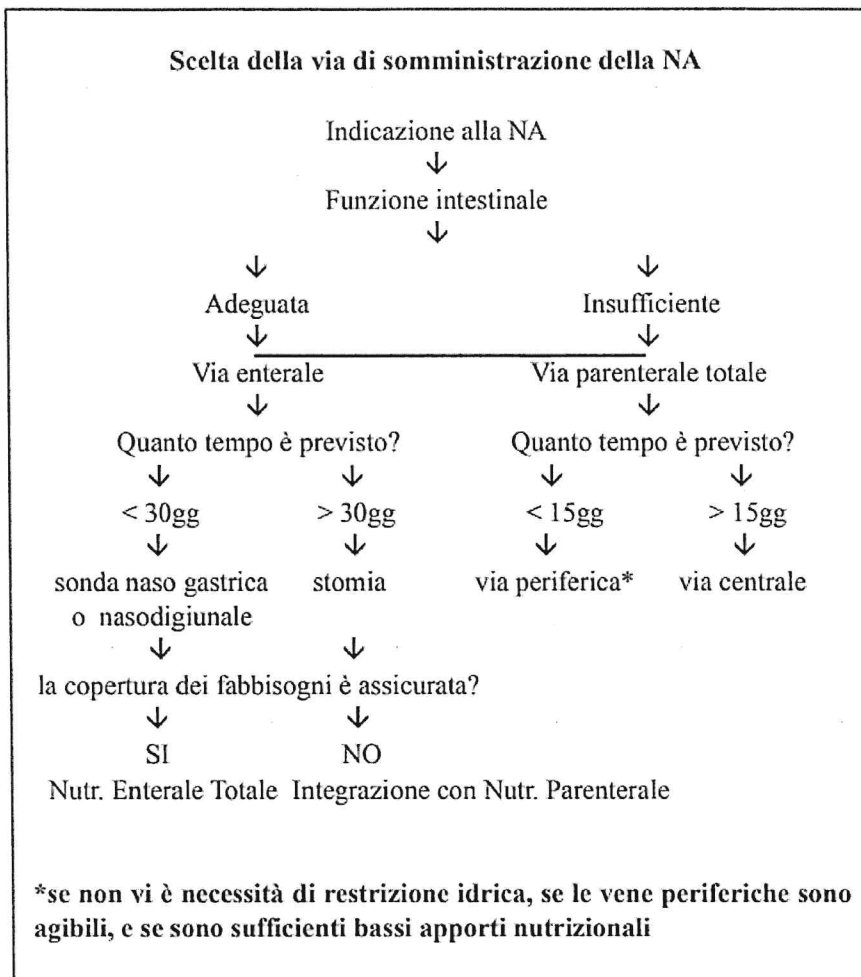 Scelta della via di somministrazione della NA
Indicazione alla NA
↓
Funzione intestinale
↓
↓ ↓
Adeguata Insufficiente
↓ ↓
Via enterale Via parenterale totale
↓ ↓
Quanto tempo è previsto? Quanto tempo è previsto?
↓ ↓ ↓ ↓
< 30gg > 30gg < 15gg > 15gg
↓ ↓ ↓ ↓
sonda naso gastrica stomia via periferica* via centrale
o nasodigiunale
↓ ↓
la copertura dei fabbisogni è assicurata?
↓ ↓
SI NO
Nutr. Enterale Totale Integrazione con Nutr. Parenterale
*se non vi è necessità di restrizione idrica, se le vene periferiche sono
agibili, e se sono sufficienti bassi apporti nutrizionali